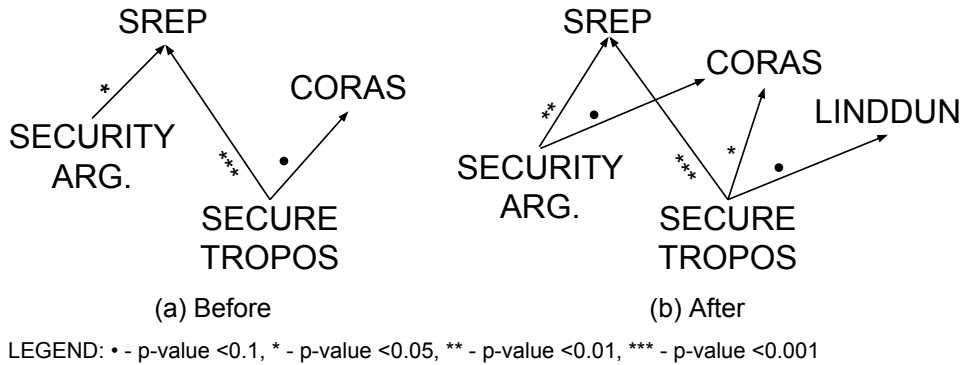 SREP
*
CORAS
SECURITY
ARG.
***
•
SECURE
TROPOS
(a) Before
SREP
CORAS
**
•
LINDDUN
SECURITY
ARG.
***
*
•
SECURE
TROPOS
(b) After
LEGEND: • - p-value <0.1, * - p-value <0.05, ** - p-value <0.01, *** - p-value <0.001